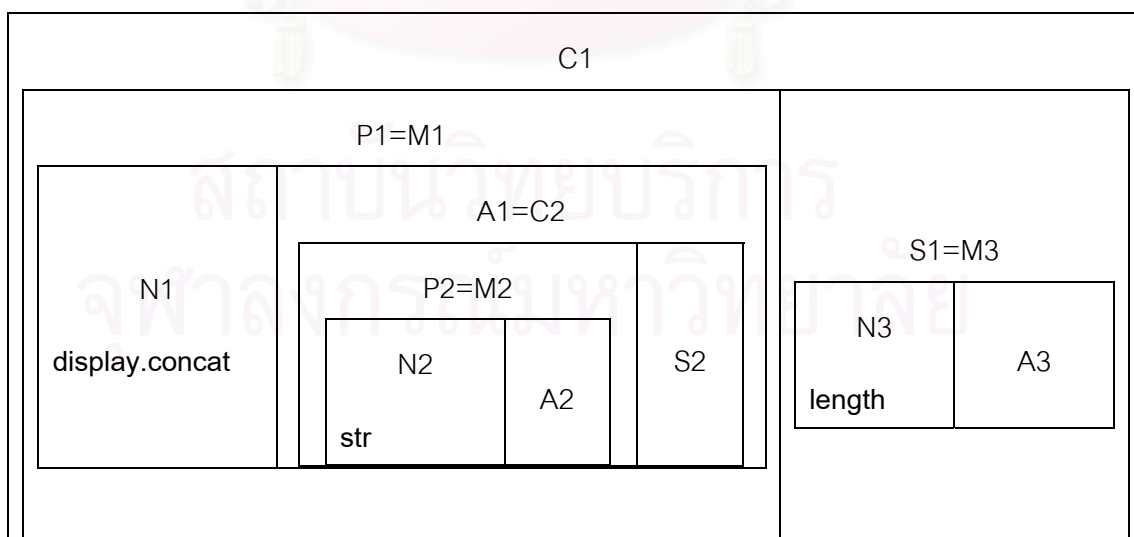 C1
P1=M1
A1=C2
S1=M3
N1
P2=M2
N3
display.concat
N2
S2
A3
A2
length
str
สถาบันวิทยบริการ
จุฬาลงกรณ์มหาวิทยาลัย